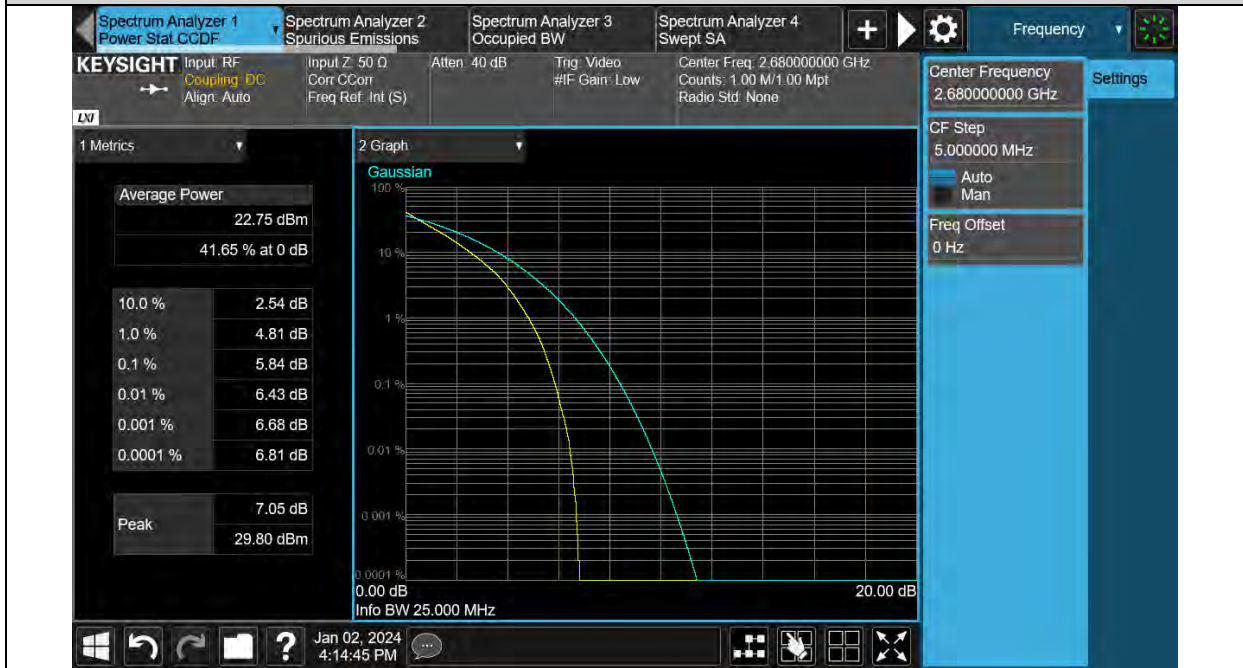 Spectrum Analyzer 1
Power Stat CCDF
Spectrum Analyzer 2
Spurious Emissions
Spectrum Analyzer 3
Occupied BW
Spectrum Analyzer 4
Swept SA
Frequency
KEYSIGHT
LXI
Input: RF
Coupling: DC
Align: Auto
Input Z: 50 Ω
Corr CCorr
Freq Ref: Int (S)
Atten: 40 dB
Trig: Video
#IF Gain: Low
Center Freq: 2.680000000 GHz
Counts: 1.00 M/1.00 Mpt
Radio Std: None
Center Frequency
2.680000000 GHz
Settings
CF Step
5.000000 MHz
Auto
Man
Freq Offset
0 Hz
1 Metrics
Average Power
22.75 dBm
41.65 % at 0 dB
10.0 % 2.54 dB
1.0 % 4.81 dB
0.1 % 5.84 dB
0.01 % 6.43 dB
0.001 % 6.68 dB
0.0001 % 6.81 dB
Peak
7.05 dB
29.80 dBm
2 Graph
Gaussian
100 %
10 %
1 %
0.1 %
0.01 %
0.001 %
0.0001 %
0.00 dB
20.00 dB
Info BW 25.000 MHz
?
Jan 02, 2024
4:14:45 PM